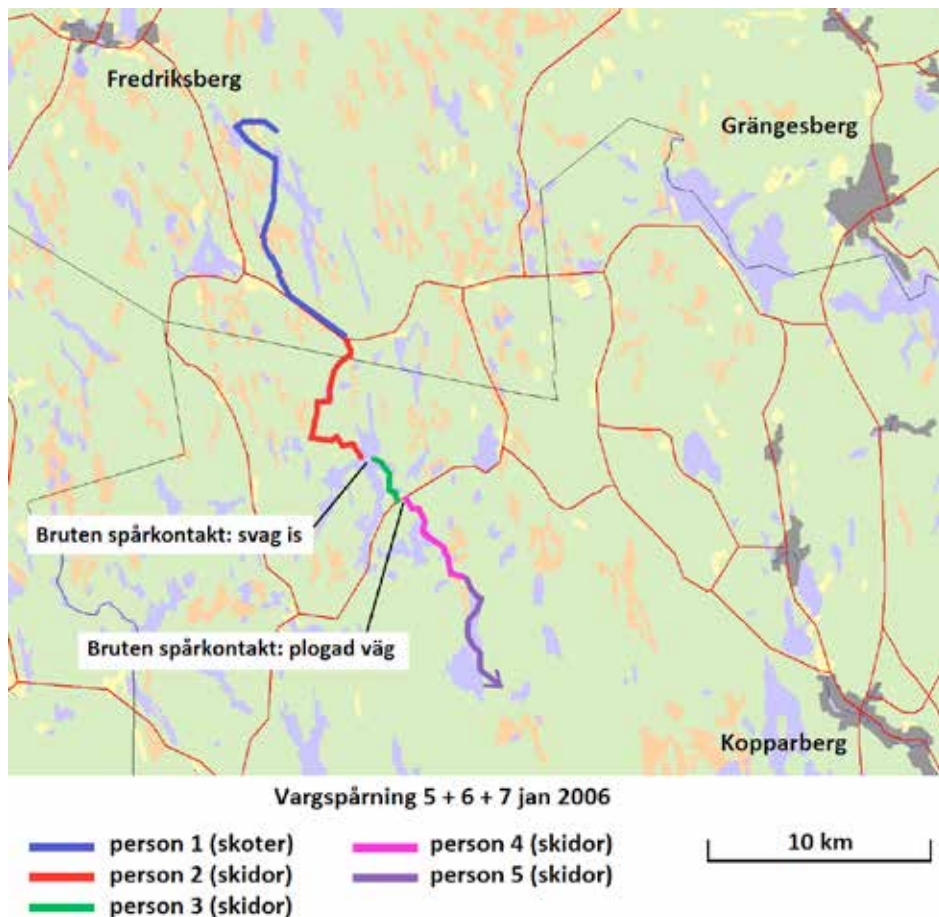 Fredriksberg
Grängesberg
Bruten spårkontakt: svag is
Bruten spårkontakt: plogad väg
Kopparberg
Vargspårning 5 + 6 + 7 jan 2006
person 1 (skoter)
person 2 (skidor)
person 3 (skidor)
person 4 (skidor)
person 5 (skidor)
10 km